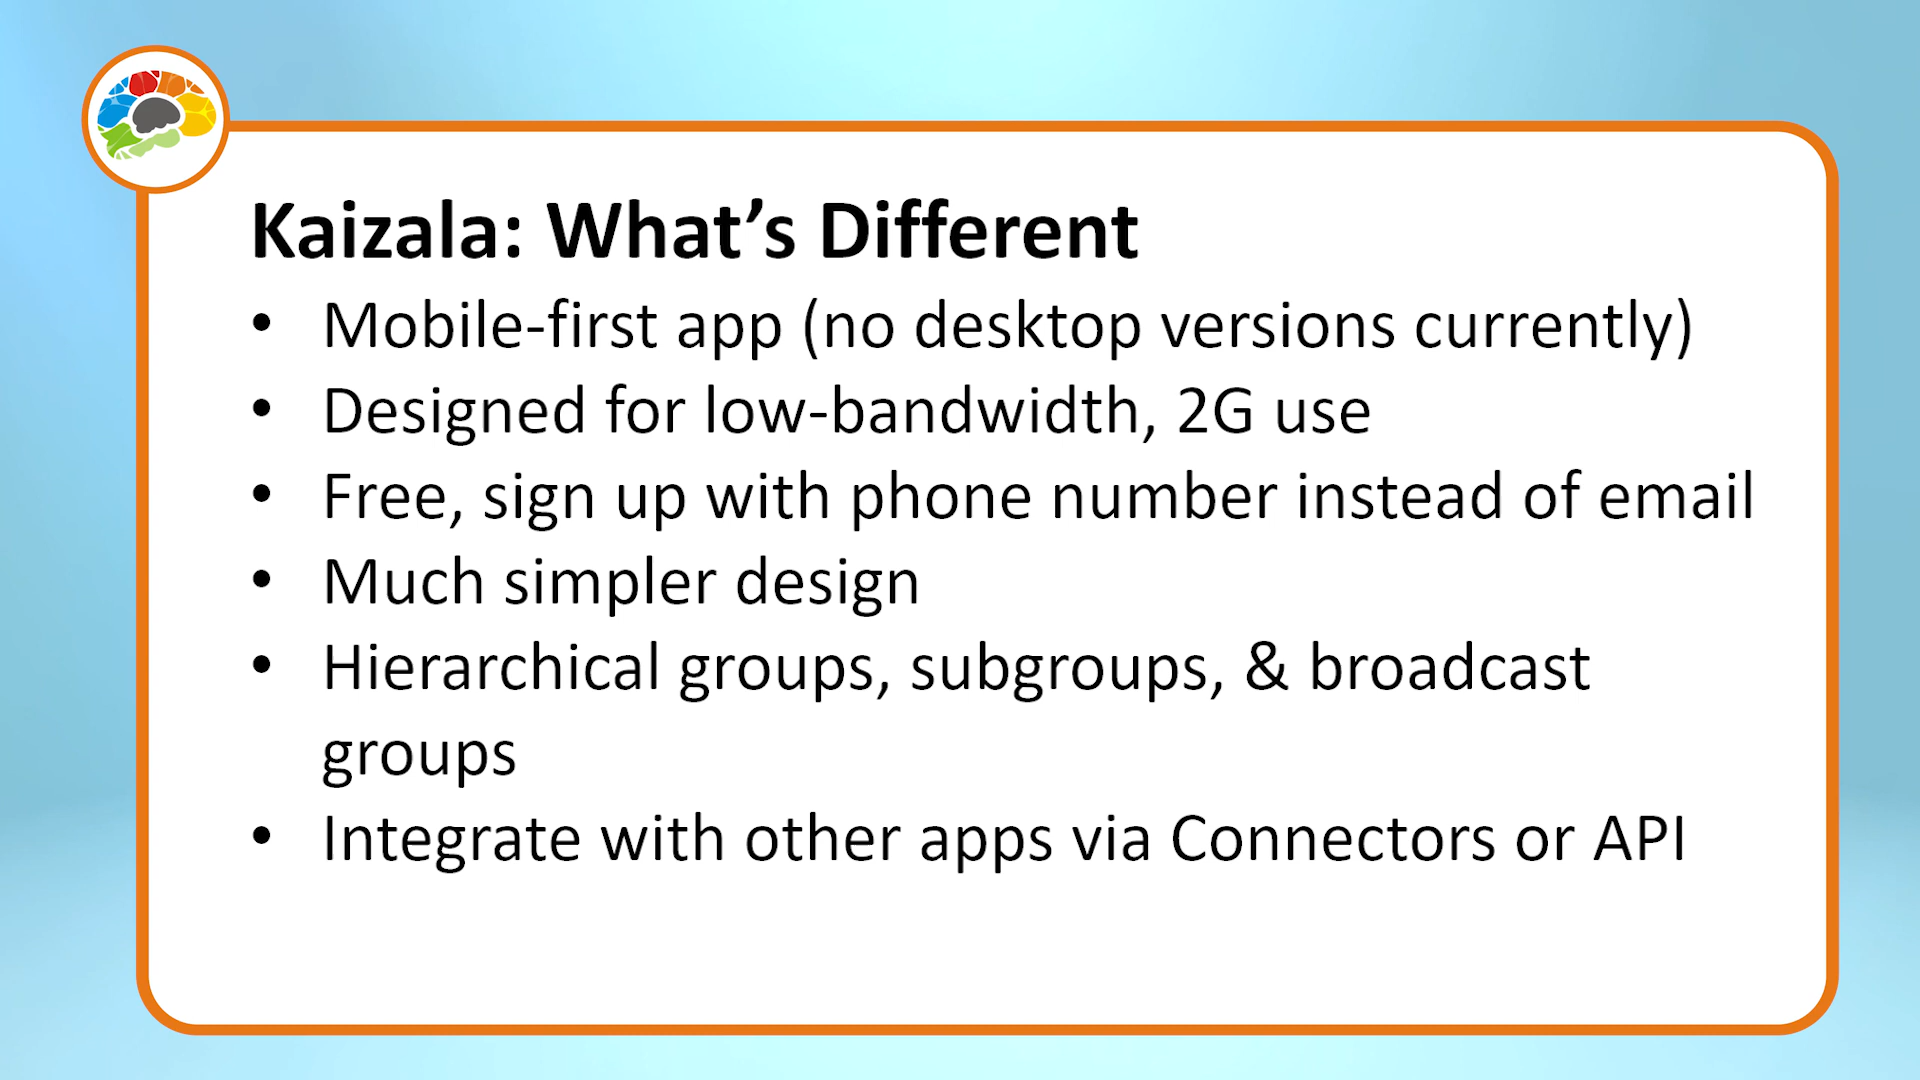 Kaizala: What’s Different
• Mobile-first app (no desktop versions currently)
• Designed for low-bandwidth, 2G use
• Free, sign up with phone number instead of email
• Much simpler design
• Hierarchical groups, subgroups, & broadcast
groups
• Integrate with other apps via Connectors or API